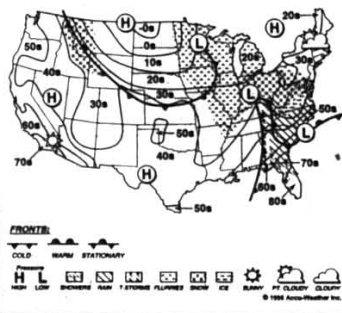 H -0s H 20s
0s L
50s 10s 20s 30s
40s 20s
H 30s L
30s 50s
60s 50s L
70s 40s 70s
H 60s
80s
50s
FRONTS:
COLD WARM STATIONARY
Pressure
H L
HIGH LOW SHOWERS RAIN T-STORMS FLURRIES SNOW ICE SUNNY PT. CLOUDY CLOUDY
© 1996 Accu-Weather Inc.